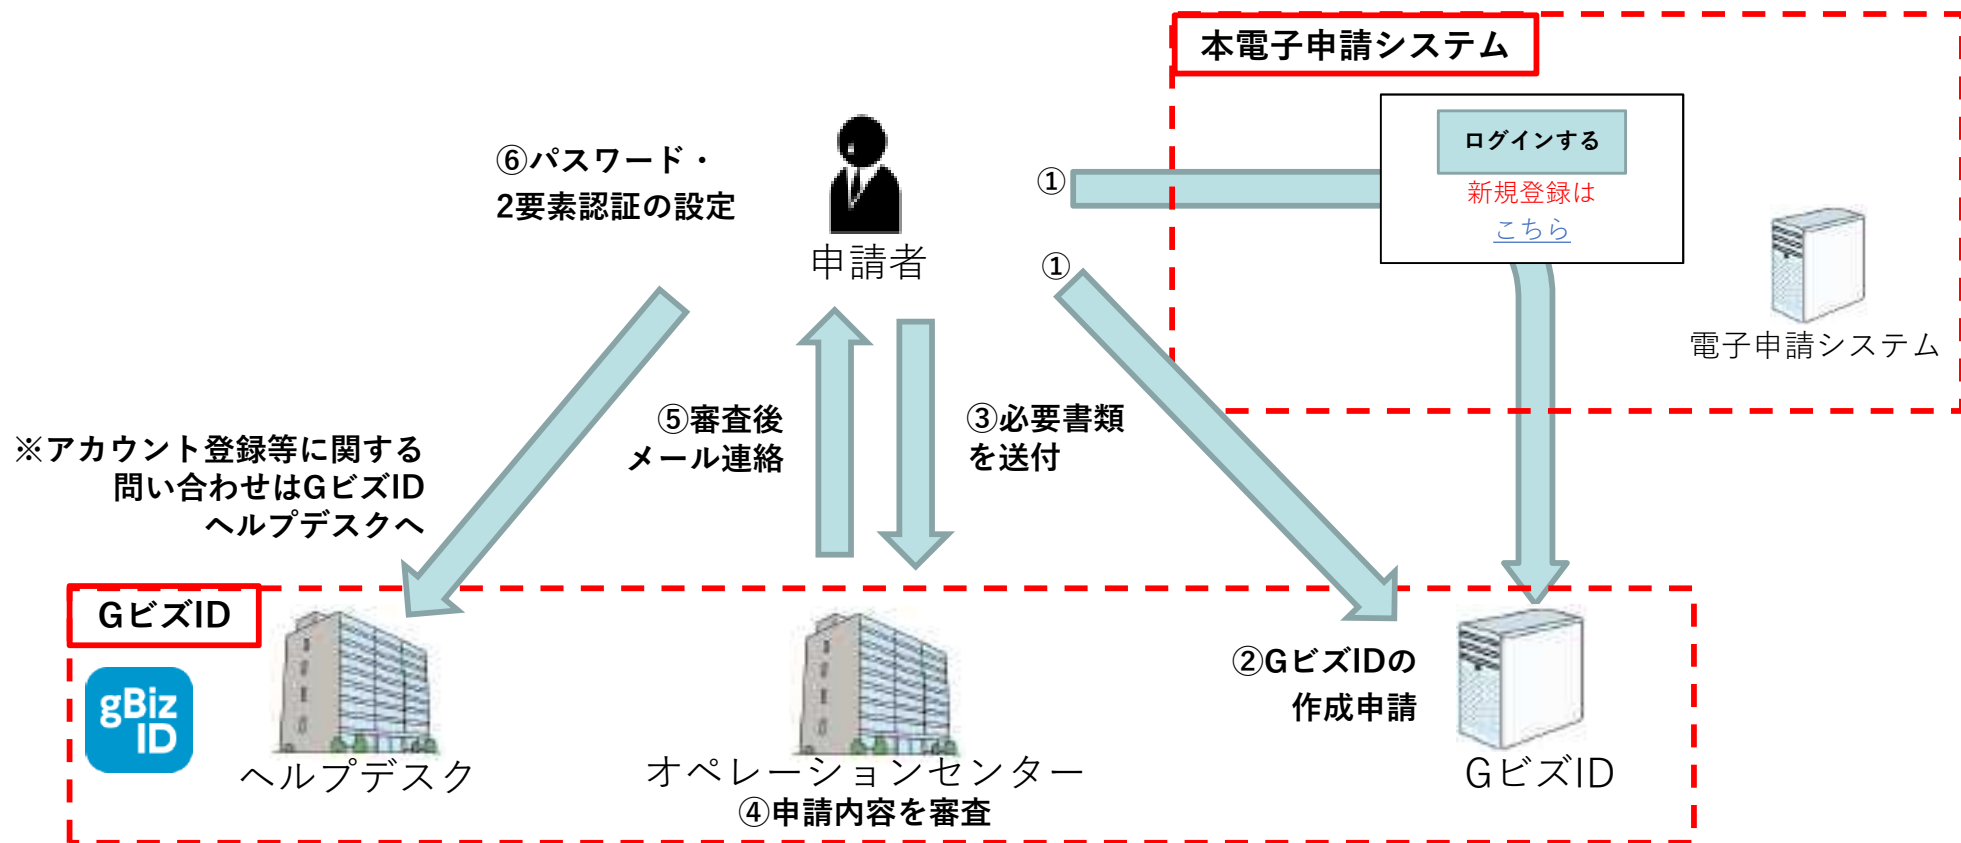 本電子申請システム
ログインする
新規登録は
こちら
電子申請システム
⑥パスワード・
2要素認証の設定
申請者
①
①
⑤審査後
メール連絡
③必要書類
を送付
※アカウント登録等に関する
問い合わせはGビズID
ヘルプデスクへ
GビズID
gBiz
ID
ヘルプデスク
オペレーションセンター
④申請内容を審査
②GビズIDの
作成申請
GビズID